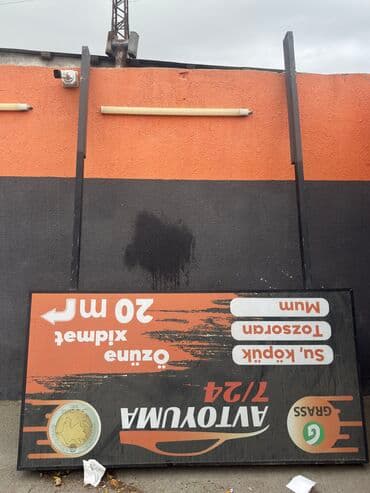 GRASS
AVTOYUMA
7/24
Su, köpük
Tozsoran
Mum
Özünə
xidmət
20 m